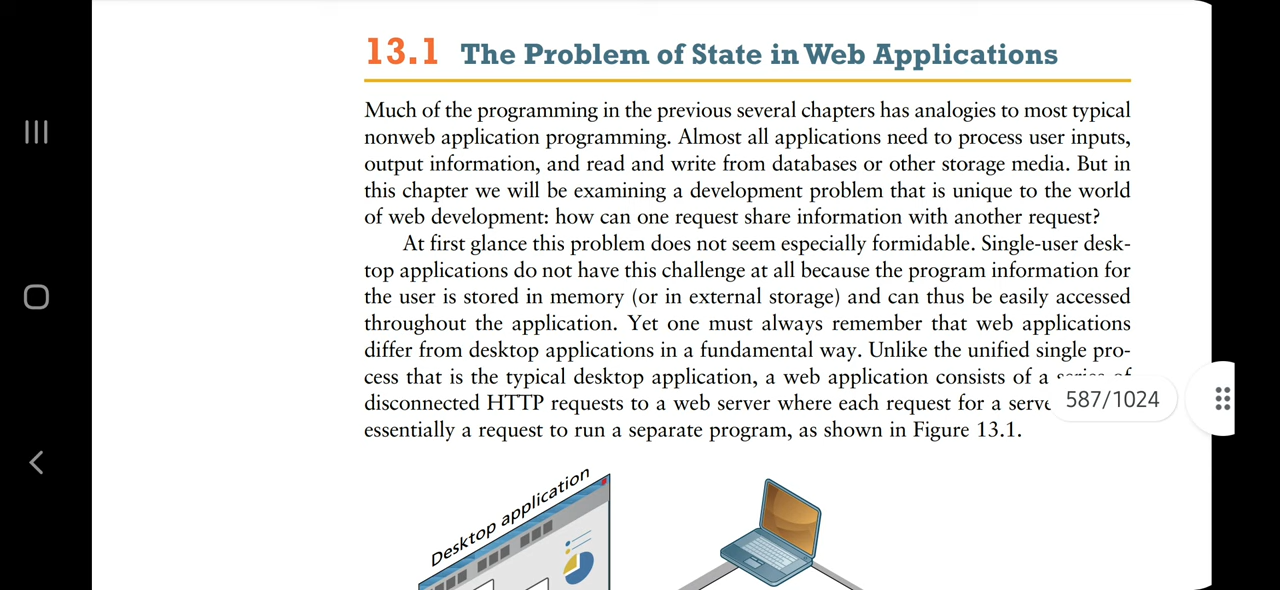 13.1 The Problem of State in Web Applications
Much of the programming in the previous several chapters has analogies to most typical
nonweb application programming. Almost all applications need to process user inputs,
output information, and read and write from databases or other storage media. But in
this chapter we will be examining a development problem that is unique to the world
of web development: how can one request share information with another request?
At first glance this problem does not seem especially formidable. Single-user desk-
top applications do not have this challenge at all because the program information for
the user is stored in memory (or in external storage) and can thus be easily accessed
throughout the application. Yet one must always remember that web applications
differ from desktop applications in a fundamental way. Unlike the unified single pro-
cess that is the typical desktop application, a web application consists of a series of
disconnected HTTP requests to a web server where each request for a serve
587/1024
essentially a request to run a separate program, as shown in Figure 13.1.
Desktop application